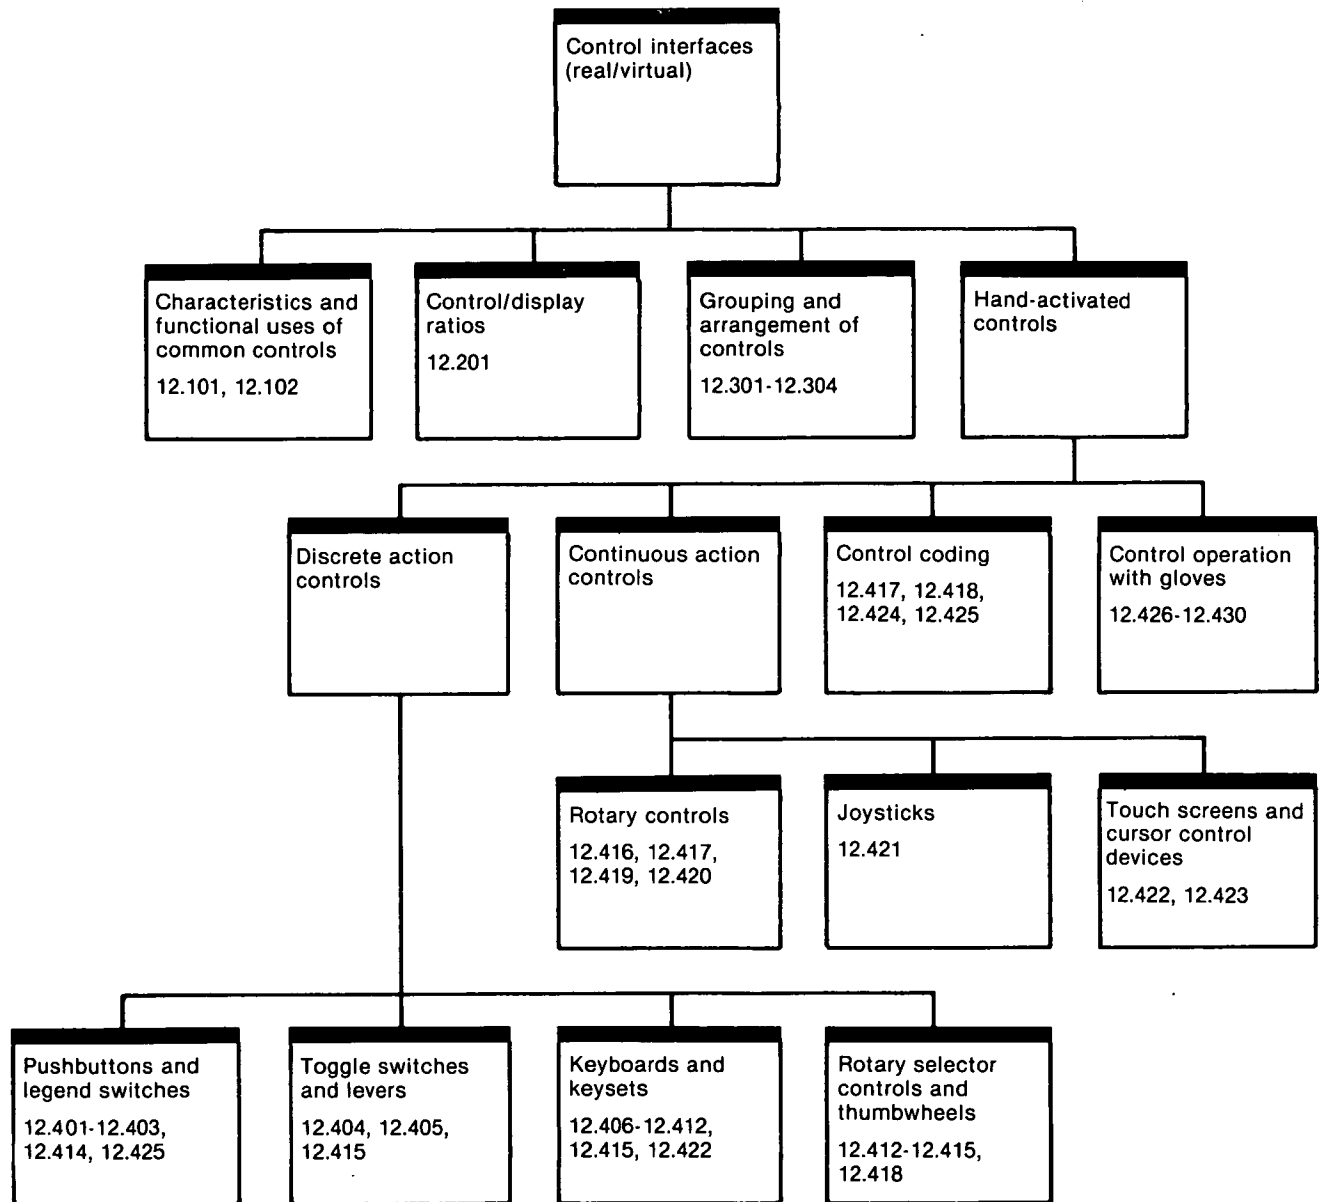 Control interfaces
(real/virtual)
Characteristics and
functional uses of
common controls
12.101, 12.102
Control/display
ratios
12.201
Grouping and
arrangement of
controls
12.301-12.304
Hand-activated
controls
Discrete action
controls
Continuous action
controls
Control coding
12.417, 12.418,
12.424, 12.425
Control operation
with gloves
12.426-12.430
Rotary controls
12.416, 12.417,
12.419, 12.420
Joysticks
12.421
Touch screens and
cursor control
devices
12.422, 12.423
Pushbuttons and
legend switches
12.401-12.403,
12.414, 12.425
Toggle switches
and levers
12.404, 12.405,
12.415
Keyboards and
keysets
12.406-12.412,
12.415, 12.422
Rotary selector
controls and
thumbwheels
12.412-12.415,
12.418